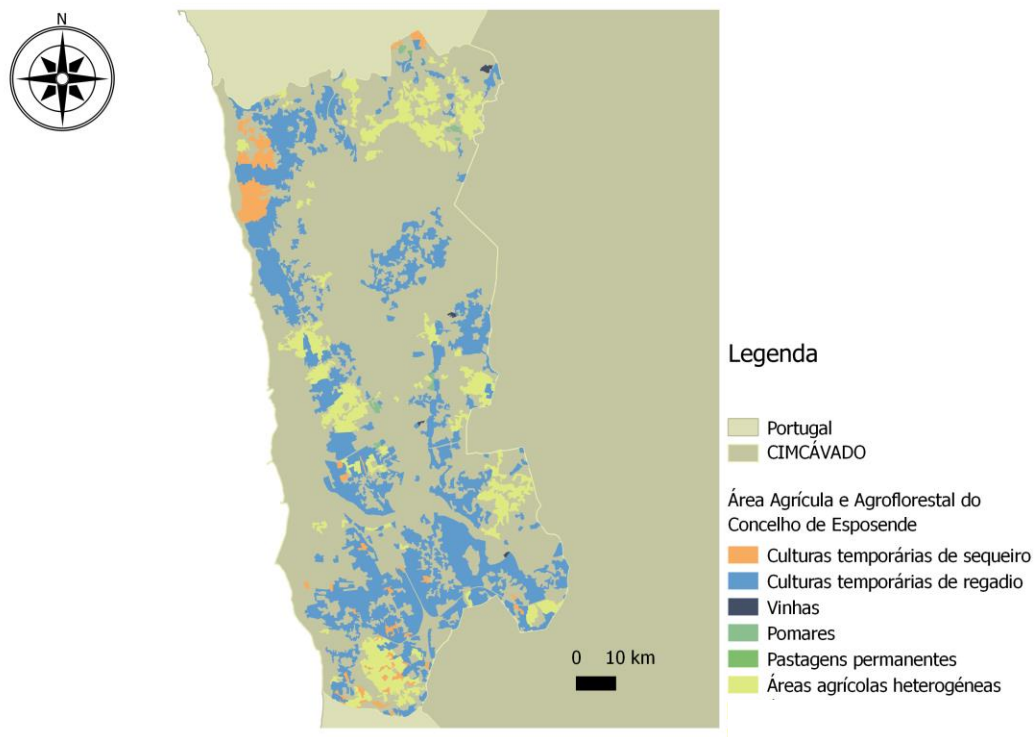 N
Legenda
Portugal
CIMCÁVADO
Área Agrícula e Agroflorestal do
Concelho de Esposende
Culturas temporárias de sequeiro
Culturas temporárias de regadio
Vinhas
Pomares
Pastagens permanentes
Áreas agrícolas heterogéneas
0 10 km